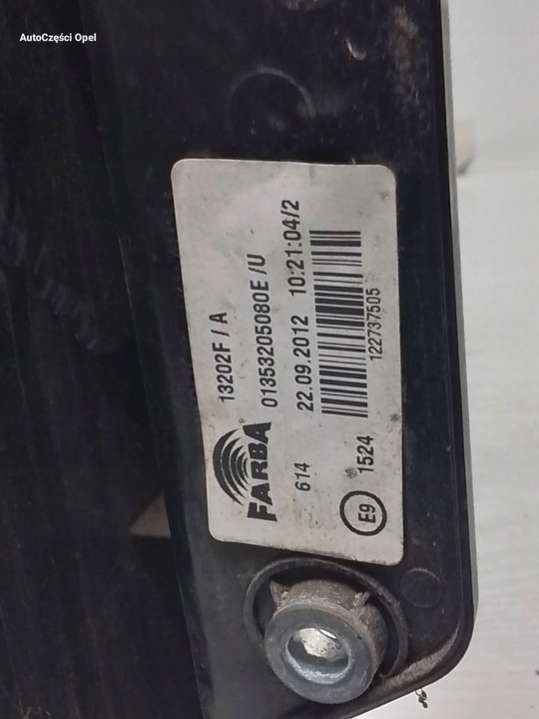 AutoCzęści Opel
13202F / A
01353205080E /U
22.09.2012 10:21:04/2
122737505
FARBA
614
E9 1524